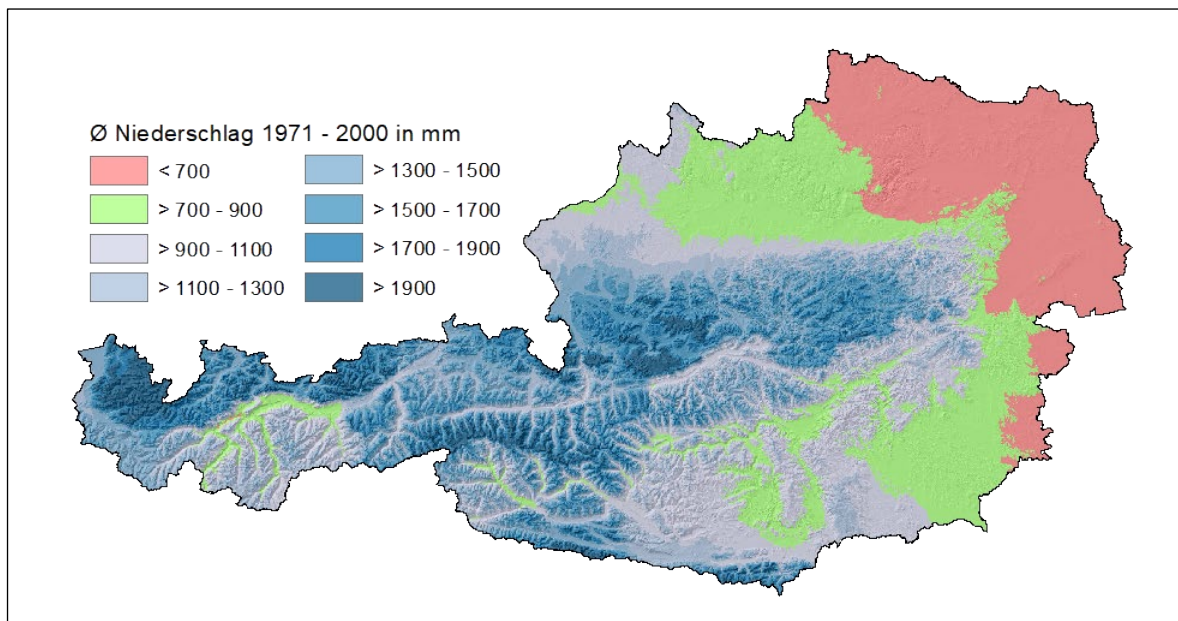 Ø Niederschlag 1971 - 2000 in mm
< 700
> 700 - 900
> 900 - 1100
> 1100 - 1300
> 1300 - 1500
> 1500 - 1700
> 1700 - 1900
> 1900